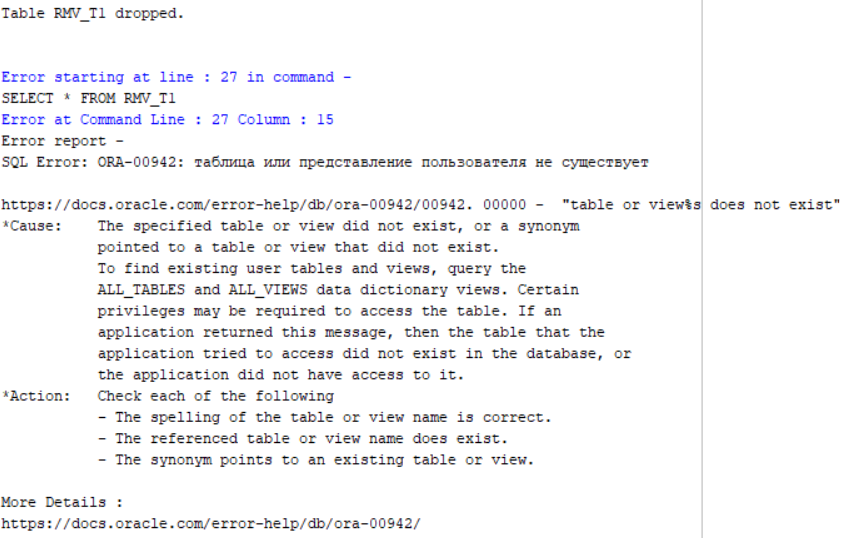 Table RMV_T1 dropped.
Error starting at line : 27 in command -
SELECT * FROM RMV_T1
Error at Command Line : 27 Column : 15
Error report -
SQL Error: ORA-00942: таблица или представление пользователя не существует
https://docs.oracle.com/error-help/db/ora-00942/00942. 00000 -  "table or view%s does not exist"
*Cause:    The specified table or view did not exist, or a synonym
pointed to a table or view that did not exist.
To find existing user tables and views, query the
ALL_TABLES and ALL_VIEWS data dictionary views. Certain
privileges may be required to access the table. If an
application returned this message, then the table that the
application tried to access did not exist in the database, or
the application did not have access to it.
*Action:   Check each of the following
- The spelling of the table or view name is correct.
- The referenced table or view name does exist.
- The synonym points to an existing table or view.
More Details :
https://docs.oracle.com/error-help/db/ora-00942/